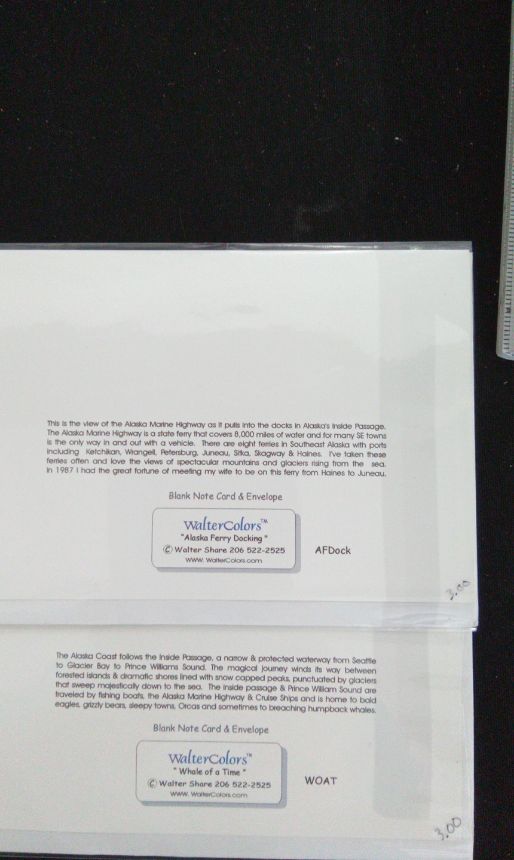 This is the view of the Alaska Marine Highway as it pulls into the docks in Alaska's Inside Passage.
The Alaska Marine Highway is a state ferry that covers 8,000 miles of water and for many SE towns
is the only way in and out with a vehicle. There are eight ferries in Southeast Alaska with ports
including Ketchikan, Wrangell, Petersburg, Juneau, Sitka, Skagway & Haines. I've taken these
ferries often and love the views of spectacular mountains and glaciers rising from the sea.
In 1987 I had the great fortune of meeting my wife to be on this ferry from Haines to Juneau.
Blank Note Card & Envelope
WalterColors™
"Alaska Ferry Docking "
© Walter Share 206 522-2525
www. WalterColors.com
AFDock
3.00
The Alaska Coast follows the Inside Passage, a narrow & protected waterway from Seattle
to Glacier Bay to Prince Williams Sound. The magical journey winds its way between
forested islands & dramatic shores lined with snow capped peaks, punctuated by glaciers
that sweep majestically down to the sea. The inside passage & Prince William Sound are
traveled by fishing boats, the Alaska Marine Highway & Cruise Ships and is home to bald
eagles, grizzly bears, sleepy towns, Orcas and sometimes to breaching humpback whales.
Blank Note Card & Envelope
WalterColors™
" Whale of a Time "
© Walter Share 206 522-2525
www. WalterColors.com
WOAT
3.00